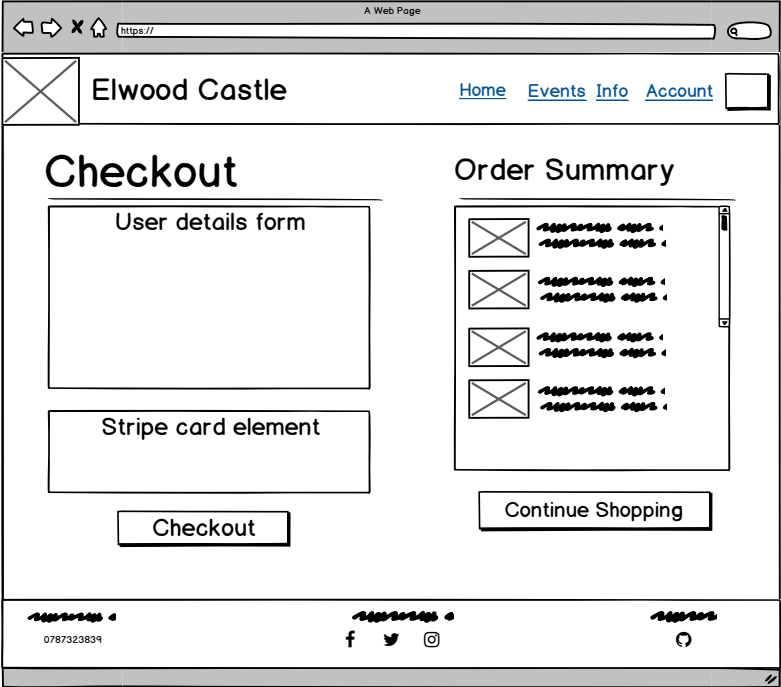 A Web Page
https://
Elwood Castle
Home Events Info Account
Checkout
User details form
Stripe card element
Checkout
Order Summary
Continue Shopping
0787323839